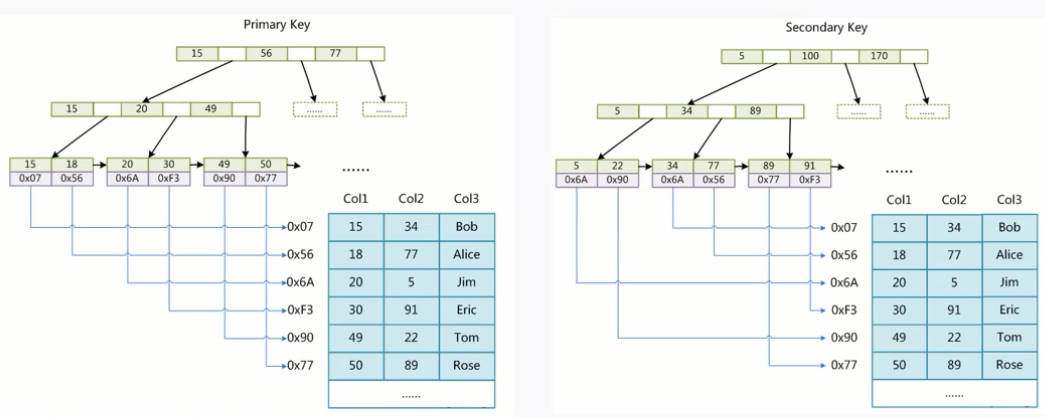 Primary Key
15 56 77
15 20 49
...... ......
15 18 20 30 49 50
0x07 0x56 0x6A 0xF3 0x90 0x77
......
Col1 Col2 Col3
0x07 15 34 Bob
0x56 18 77 Alice
0x6A 20 5 Jim
0xF3 30 91 Eric
0x90 49 22 Tom
0x77 50 89 Rose
......
Secondary Key
5 100 170
5 34 89
...... ......
5 22 34 77 89 91
0x6A 0x90 0x6A 0x56 0x77 0xF3
......
Col1 Col2 Col3
0x07 15 34 Bob
0x56 18 77 Alice
0x6A 20 5 Jim
0xF3 30 91 Eric
0x90 49 22 Tom
0x77 50 89 Rose
......